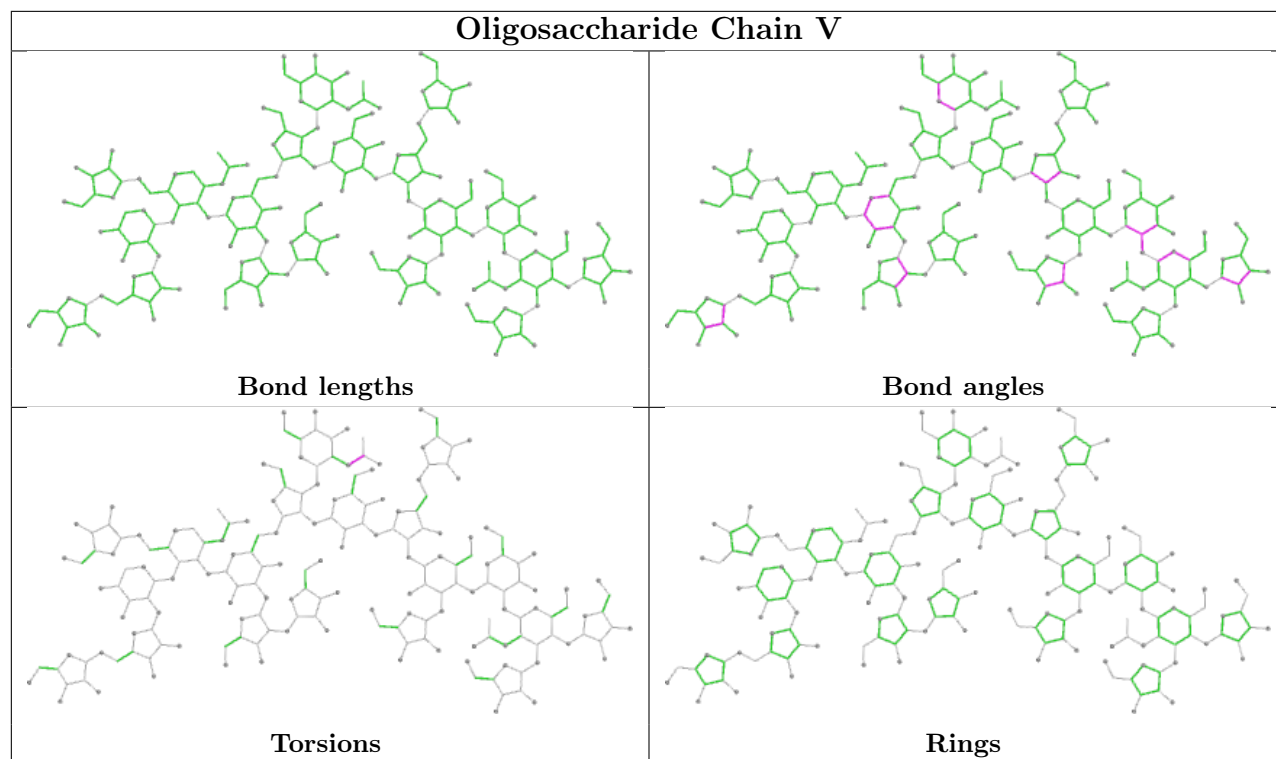 Oligosaccharide Chain V
Bond lengths
Bond angles
Torsions
Rings